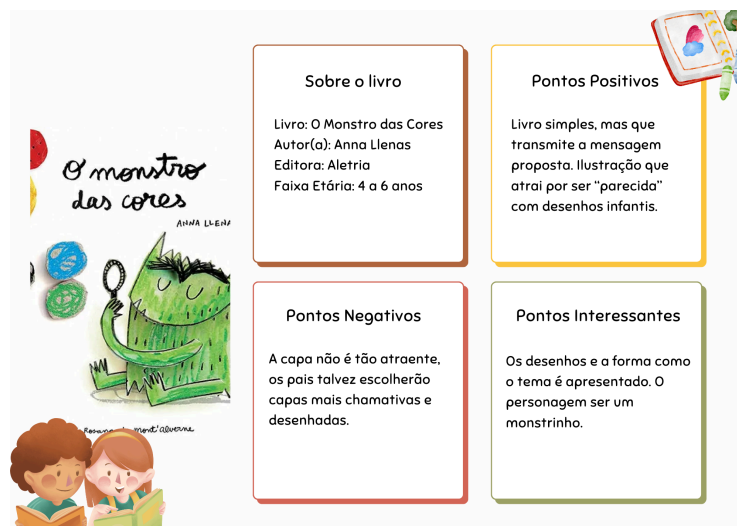 O monstro
das cores
ANNA LLENA
Mont'Alverne
Sobre o livro
Livro: O Monstro das Cores
Autor(a): Anna Llenas
Editora: Aletria
Faixa Etária: 4 a 6 anos
Pontos Positivos
Livro simples, mas que
transmite a mensagem
proposta. Ilustração que
atrai por ser “parecida”
com desenhos infantis.
Pontos Negativos
A capa não é tão atraente,
os pais talvez escolherão
capas mais chamativas e
desenhadas.
Pontos Interessantes
Os desenhos e a forma como
o tema é apresentado. O
personagem ser um
monstrinho.